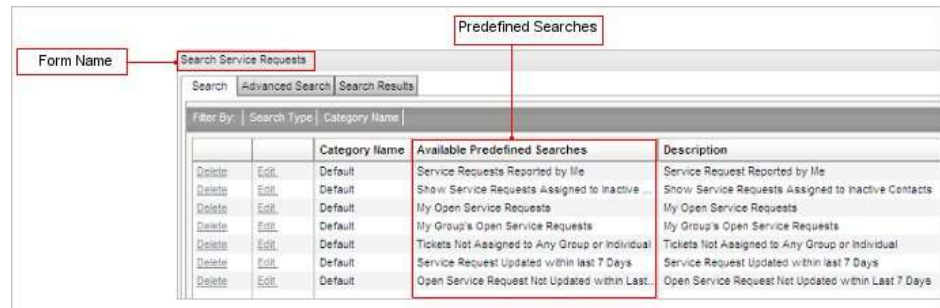 Predefined Searches
Form Name
Search Service Requests
Search Advanced Search Search Results
Filter By: Search Type Category Name
Category Name Available Predefined Searches Description
Delete Edit Default Service Requests Reported by Me Service Request Reported by Me
Delete Edit Default Show Service Requests Assigned to Inactive ... Show Service Requests Assigned to Inactive Contacts
Delete Edit Default My Open Service Requests My Open Service Requests
Delete Edit Default My Group's Open Service Requests My Group's Open Service Requests
Delete Edit Default Tickets Not Assigned to Any Group or Individual Tickets Not Assigned to Any Group or Individual
Delete Edit Default Service Request Updated within last 7 Days Service Request Updated within last 7 Days
Delete Edit Default Open Service Request Not Updated within Last... Open Service Request Not Updated within Last 7 Days